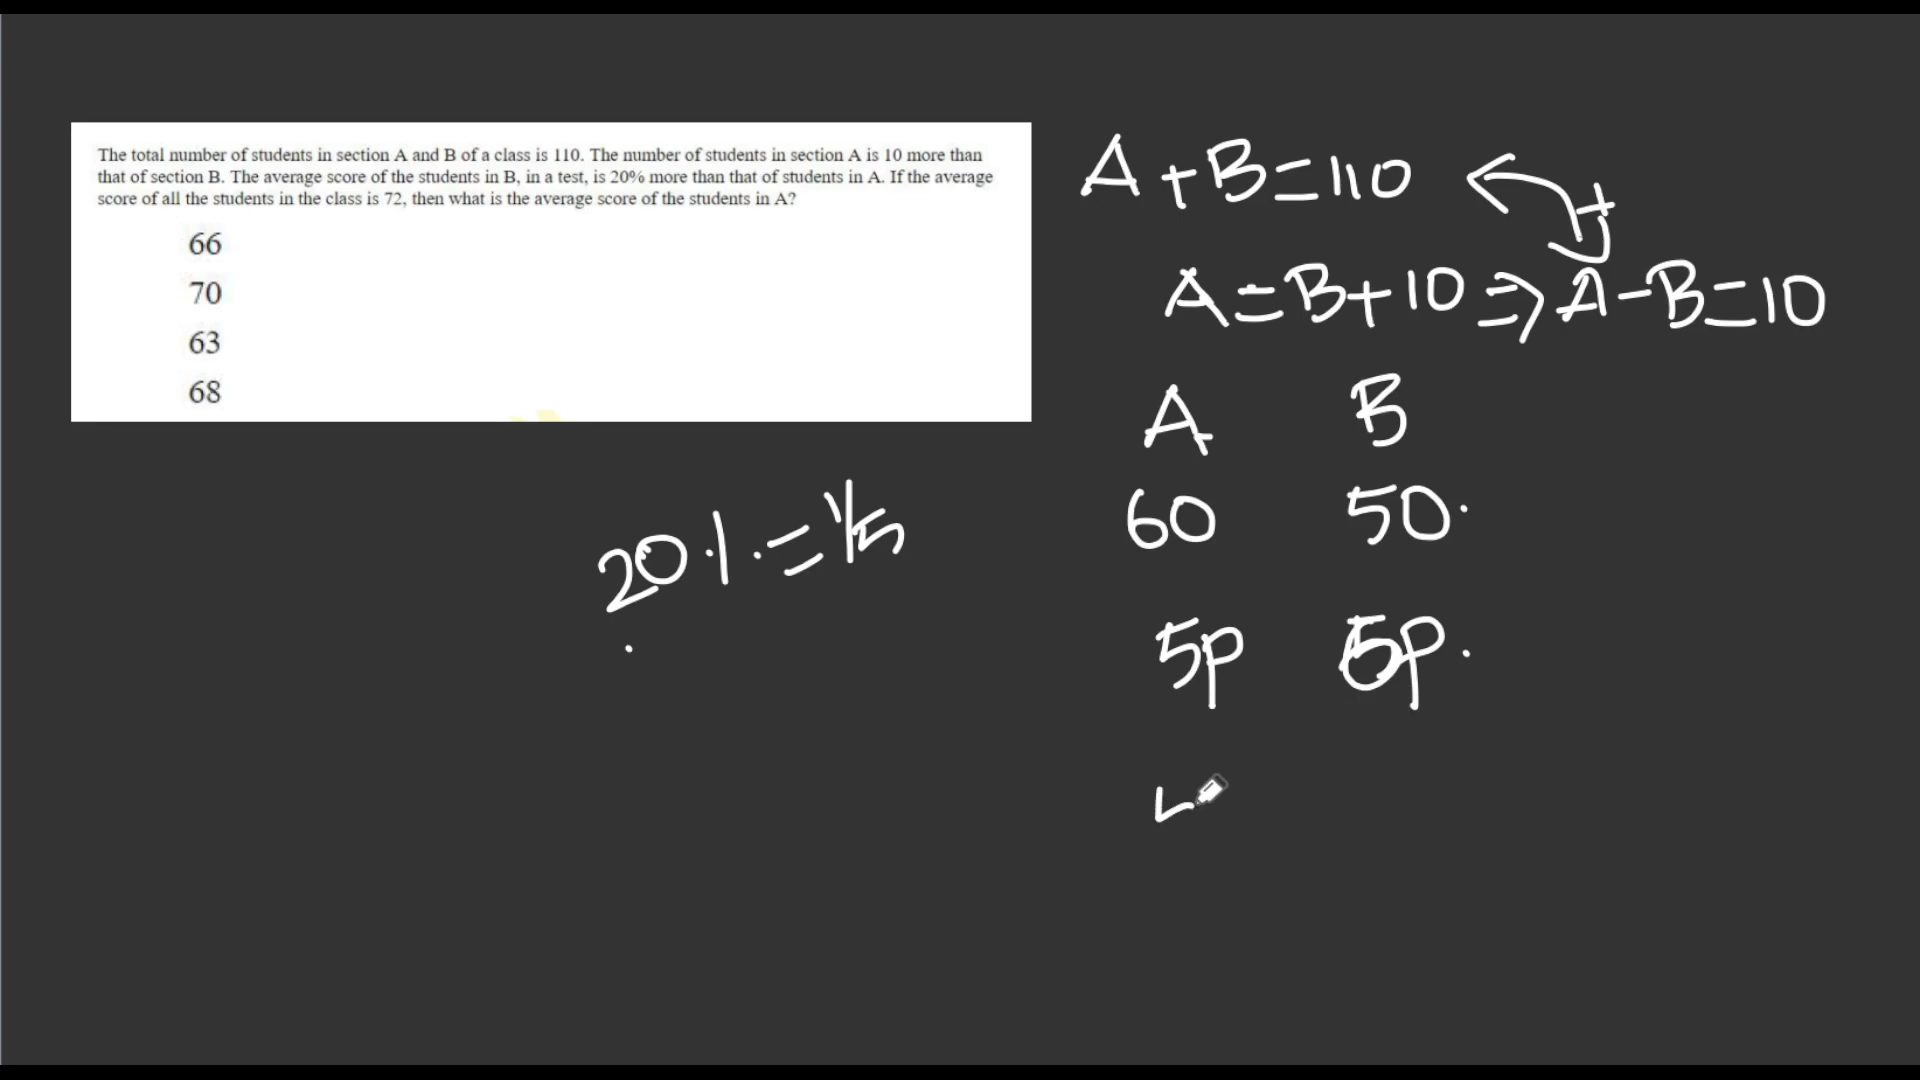 The total number of students in section A and B of a class is 110. The number of students in section A is 10 more than
that of section B. The average score of the students in B, in a test, is 20% more than that of students in A. If the average
score of all the students in the class is 72, then what is the average score of the students in A?
66
70
63
68
A+B=110
+
A=B+10 ⇒ A-B=10
A B
60 50.
20%=1/5
5p 6p.